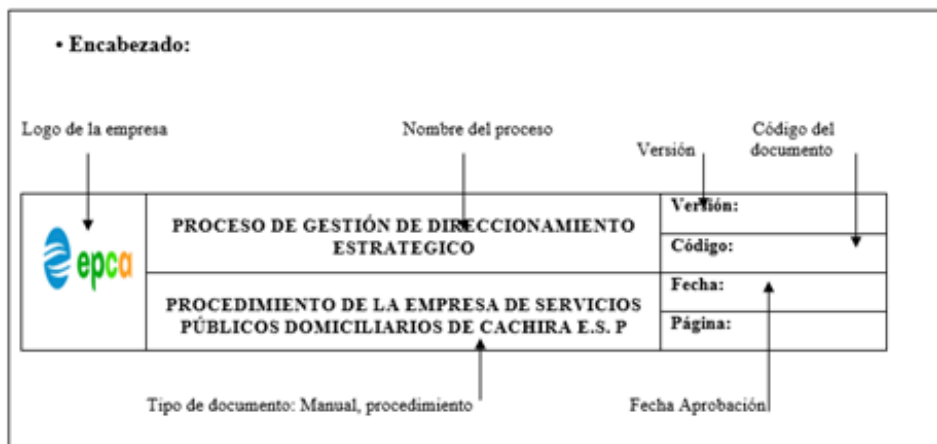 • Encabezado:
Logo de la empresa
Nombre del proceso
Versión
Código del
documento
epca
PROCESO DE GESTIÓN DE DIRECCIONAMIENTO
ESTRATEGICO
Versión:
Código:
PROCEDIMIENTO DE LA EMPRESA DE SERVICIOS
PÚBLICOS DOMICILIARIOS DE CACHIRA E.S. P
Fecha:
Página:
Tipo de documento: Manual, procedimiento
Fecha Aprobación